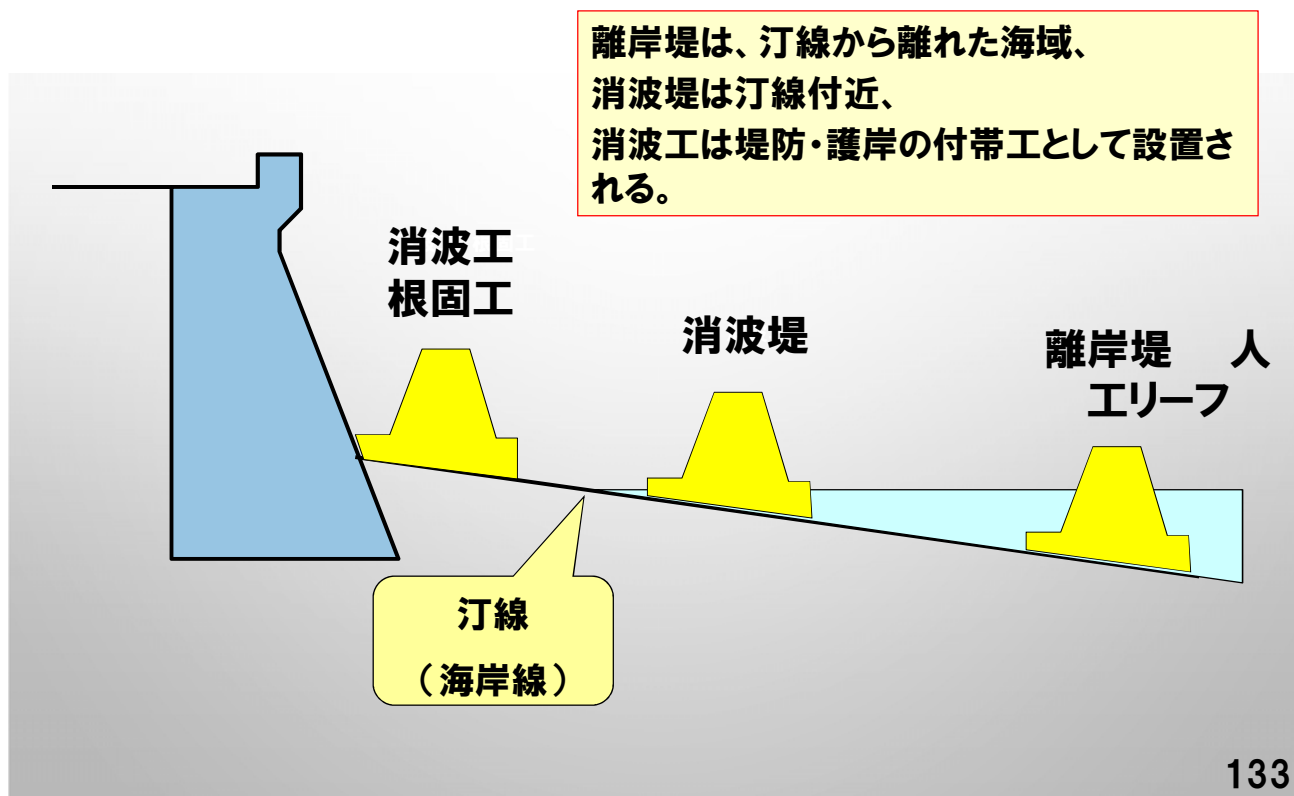 離岸堤は、汀線から離れた海域、
消波堤は汀線付近、
消波工は堤防・護岸の付帯工として設置さ
れる。
消波工
根固工
消波堤
離岸堤　人
工リーフ
汀線
（海岸線）
133